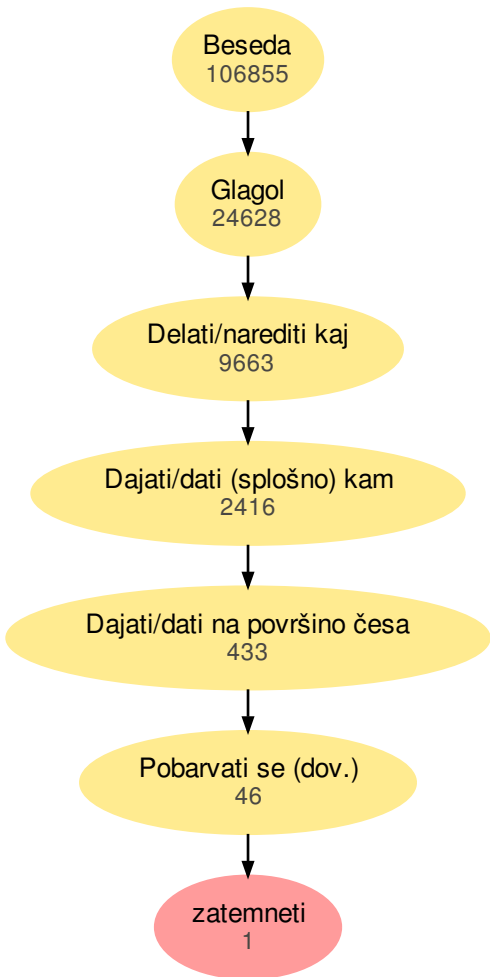 Beseda
106855
Glagol
24628
Delati/narediti kaj
9663
Dajati/dati (splošno) kam
2416
Dajati/dati na površino česa
433
Pobarvati se (dov.)
46
zatemneti
1